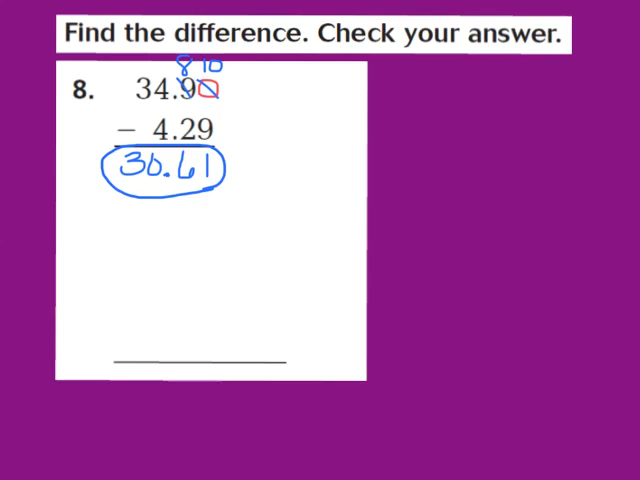 Find the difference. Check your answer.
8 10
8. 34.90
− 4.29
30.61